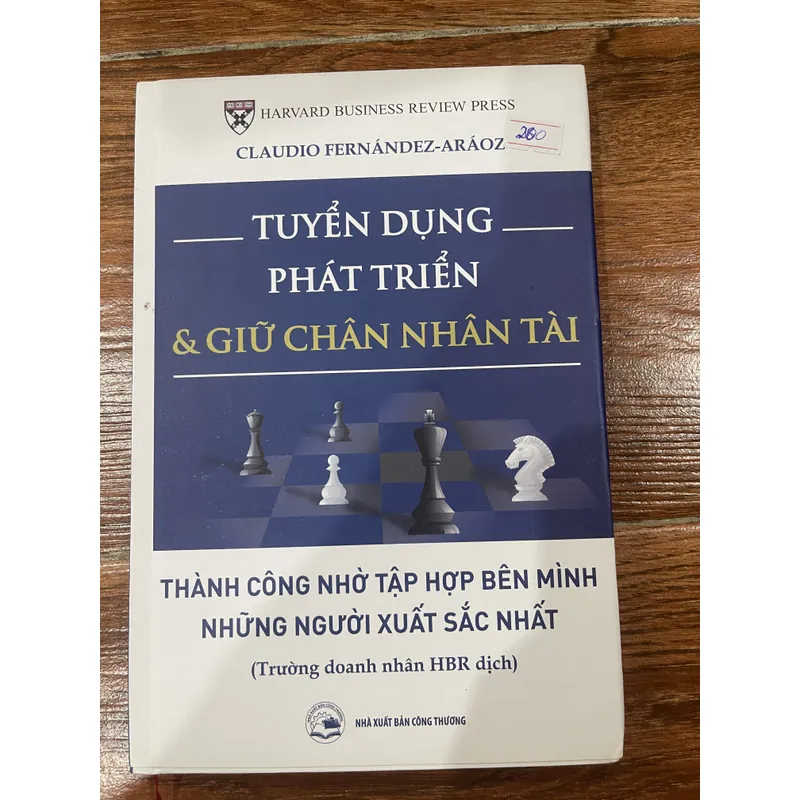 HARVARD BUSINESS REVIEW PRESS
CLAUDIO FERNÁNDEZ-ARÁOZ
200
TUYỂN DỤNG
PHÁT TRIỂN
& GIỮ CHÂN NHÂN TÀI
THÀNH CÔNG NHỜ TẬP HỢP BÊN MÌNH
NHỮNG NGƯỜI XUẤT SẮC NHẤT
(Trường doanh nhân HBR dịch)
NHÀ XUẤT BẢN CÔNG THƯƠNG